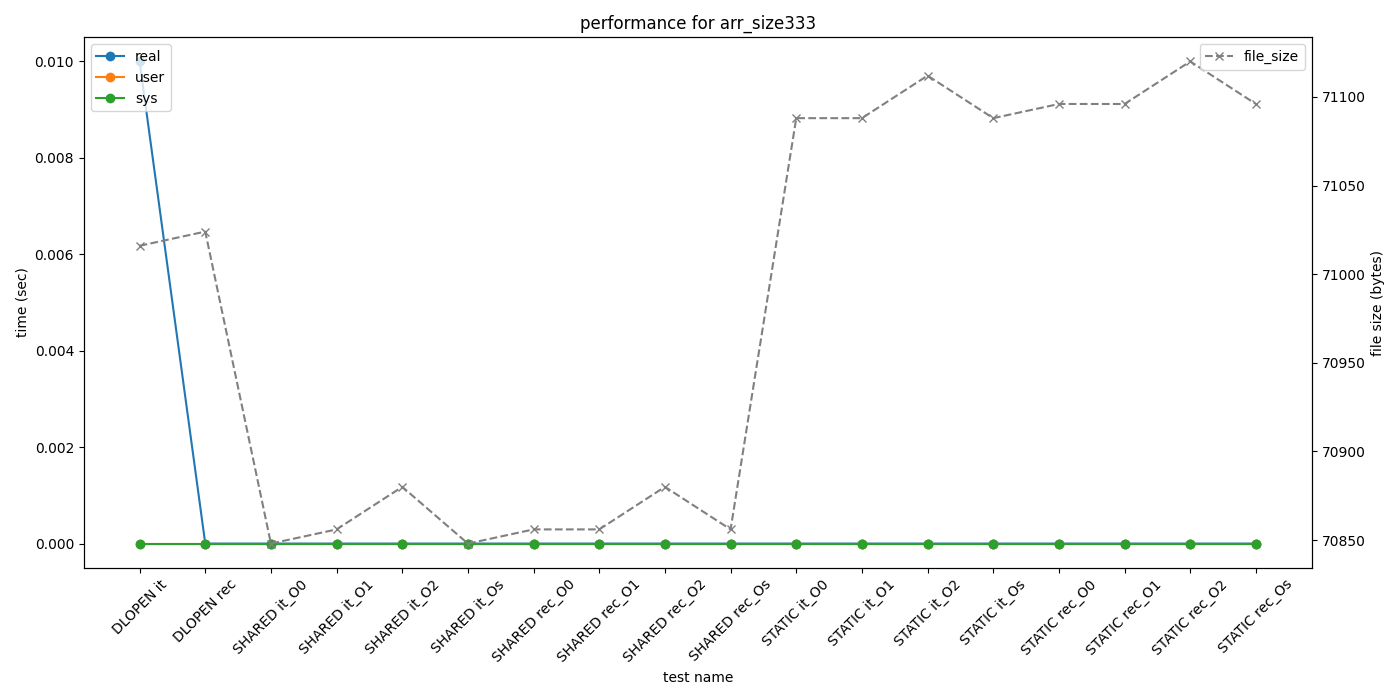 performance for arr_size333
real
user
sys
file_size
0.010
0.008
0.006
0.004
0.002
0.000
time (sec)
71100
71050
71000
70950
70900
70850
file size (bytes)
DLOPEN it
DLOPEN rec
SHARED it_O0
SHARED it_O1
SHARED it_O2
SHARED it_Os
SHARED rec_O0
SHARED rec_O1
SHARED rec_O2
SHARED rec_Os
STATIC it_O0
STATIC it_O1
STATIC it_O2
STATIC it_Os
STATIC rec_O0
STATIC rec_O1
STATIC rec_O2
STATIC rec_Os
test name